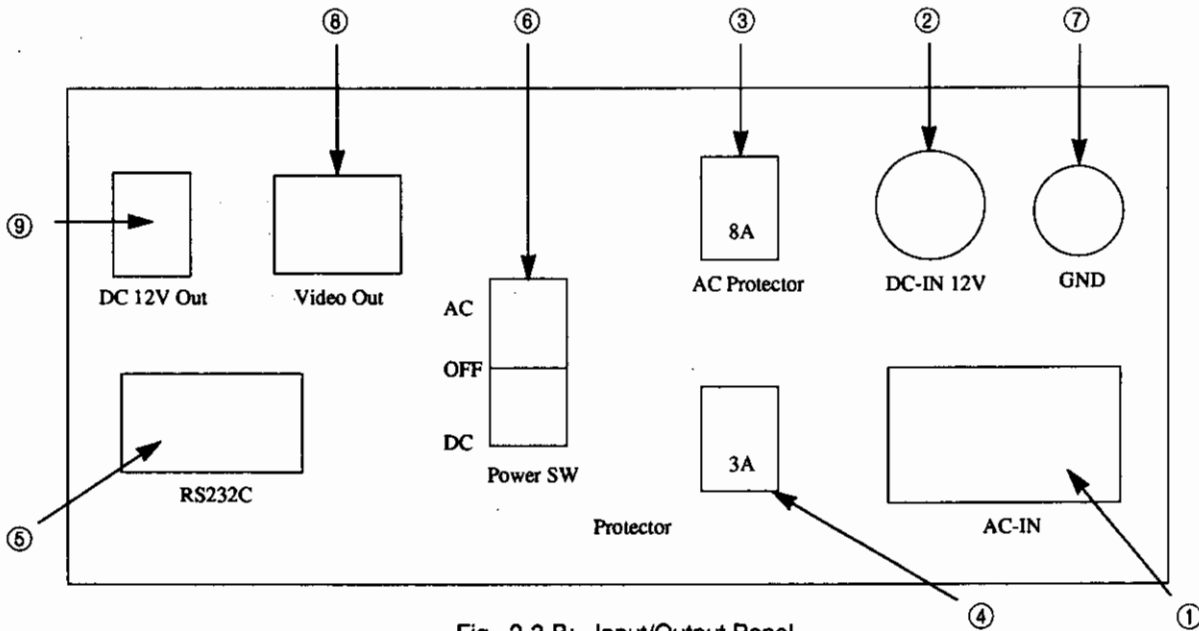 ⑧ ⑥ ③ ② ⑦
⑨
8A
DC 12V Out
Video Out
AC Protector
DC-IN 12V
GND
AC
OFF
DC
Power SW
3A
RS232C
AC-IN
Protector
⑤
④
①
Fig. 2-3 B: Input/Output Panel